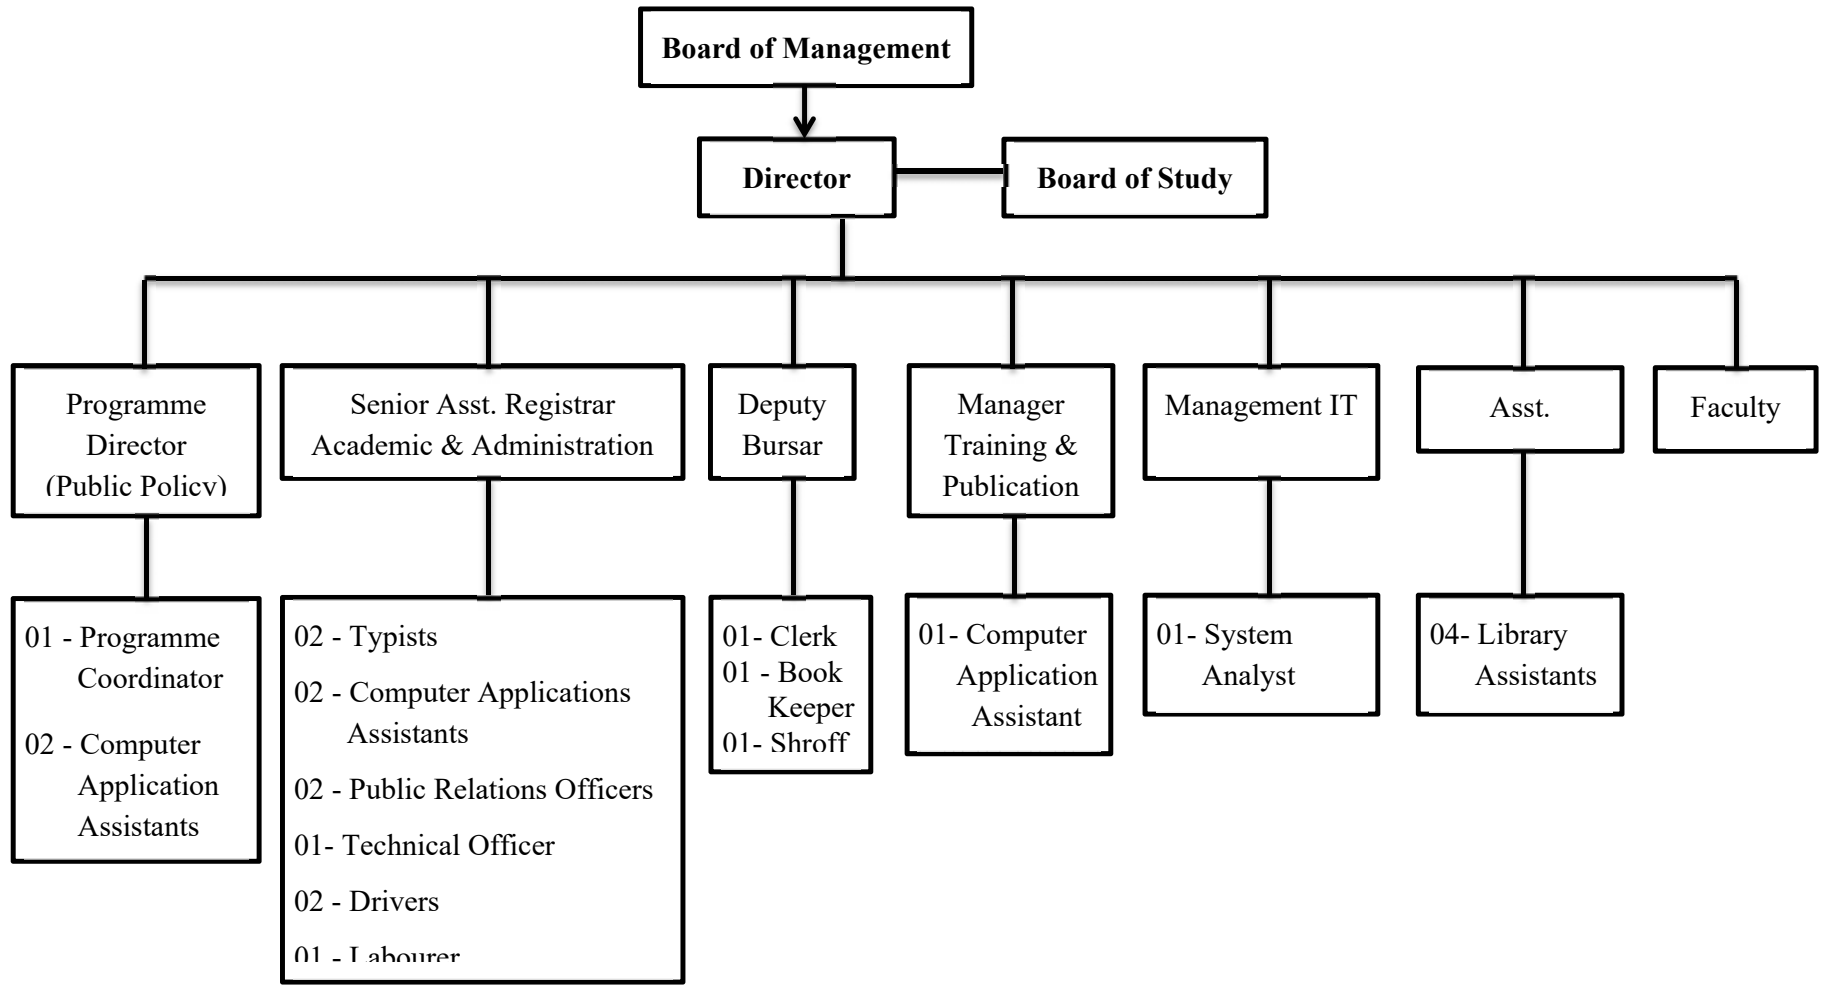 Board of Management
Director
Board of Study
Programme
Director
(Public Policy)
Senior Asst. Registrar
Academic & Administration
Deputy
Bursar
Manager
Training &
Publication
Management IT
Asst.
Faculty
01 - Programme
Coordinator
02 - Computer
Application
Assistants
02 - Typists
02 - Computer Applications
Assistants
02 - Public Relations Officers
01- Technical Officer
02 - Drivers
01 - Labourer
01- Clerk
01 - Book
Keeper
01- Shroff
01- Computer
Application
Assistant
01- System
Analyst
04- Library
Assistants